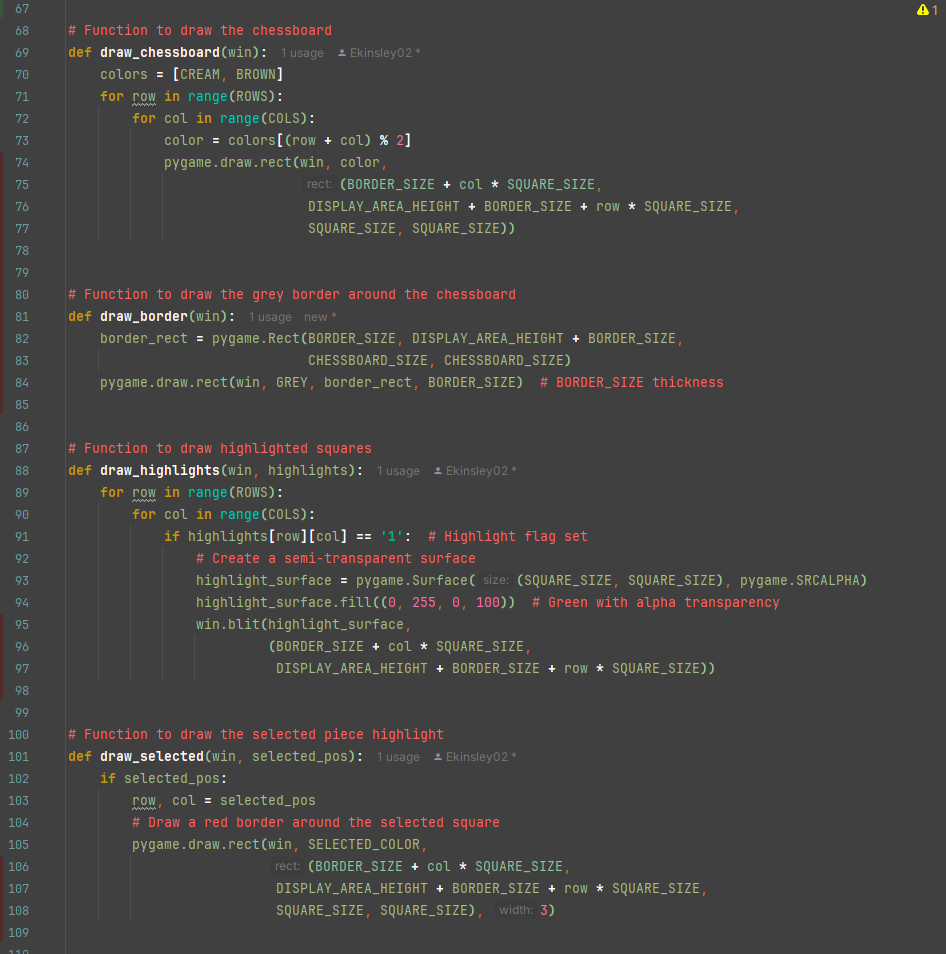 67 1
68 # Function to draw the chessboard
69 def draw_chessboard(win): 1 usage Ekinsley02 *
70 colors = [CREAM, BROWN]
71 for row in range(ROWS):
72 for col in range(COLS):
73 color = colors[(row + col) % 2]
74 pygame.draw.rect(win, color,
75 rect: (BORDER_SIZE + col * SQUARE_SIZE,
76 DISPLAY_AREA_HEIGHT + BORDER_SIZE + row * SQUARE_SIZE,
77 SQUARE_SIZE, SQUARE_SIZE))
78
79
80 # Function to draw the grey border around the chessboard
81 def draw_border(win): 1 usage new *
82 border_rect = pygame.Rect(BORDER_SIZE, DISPLAY_AREA_HEIGHT + BORDER_SIZE,
83 CHESSBOARD_SIZE, CHESSBOARD_SIZE)
84 pygame.draw.rect(win, GREY, border_rect, BORDER_SIZE) # BORDER_SIZE thickness
85
86
87 # Function to draw highlighted squares
88 def draw_highlights(win, highlights): 1 usage Ekinsley02 *
89 for row in range(ROWS):
90 for col in range(COLS):
91 if highlights[row][col] == '1': # Highlight flag set
92 # Create a semi-transparent surface
93 highlight_surface = pygame.Surface( size: (SQUARE_SIZE, SQUARE_SIZE), pygame.SRCALPHA)
94 highlight_surface.fill((0, 255, 0, 100)) # Green with alpha transparency
95 win.blit(highlight_surface,
96 (BORDER_SIZE + col * SQUARE_SIZE,
97 DISPLAY_AREA_HEIGHT + BORDER_SIZE + row * SQUARE_SIZE))
98
99
100 # Function to draw the selected piece highlight
101 def draw_selected(win, selected_pos): 1 usage Ekinsley02 *
102 if selected_pos:
103 row, col = selected_pos
104 # Draw a red border around the selected square
105 pygame.draw.rect(win, SELECTED_COLOR,
106 rect: (BORDER_SIZE + col * SQUARE_SIZE,
107 DISPLAY_AREA_HEIGHT + BORDER_SIZE + row * SQUARE_SIZE,
108 SQUARE_SIZE, SQUARE_SIZE), width: 3)
109